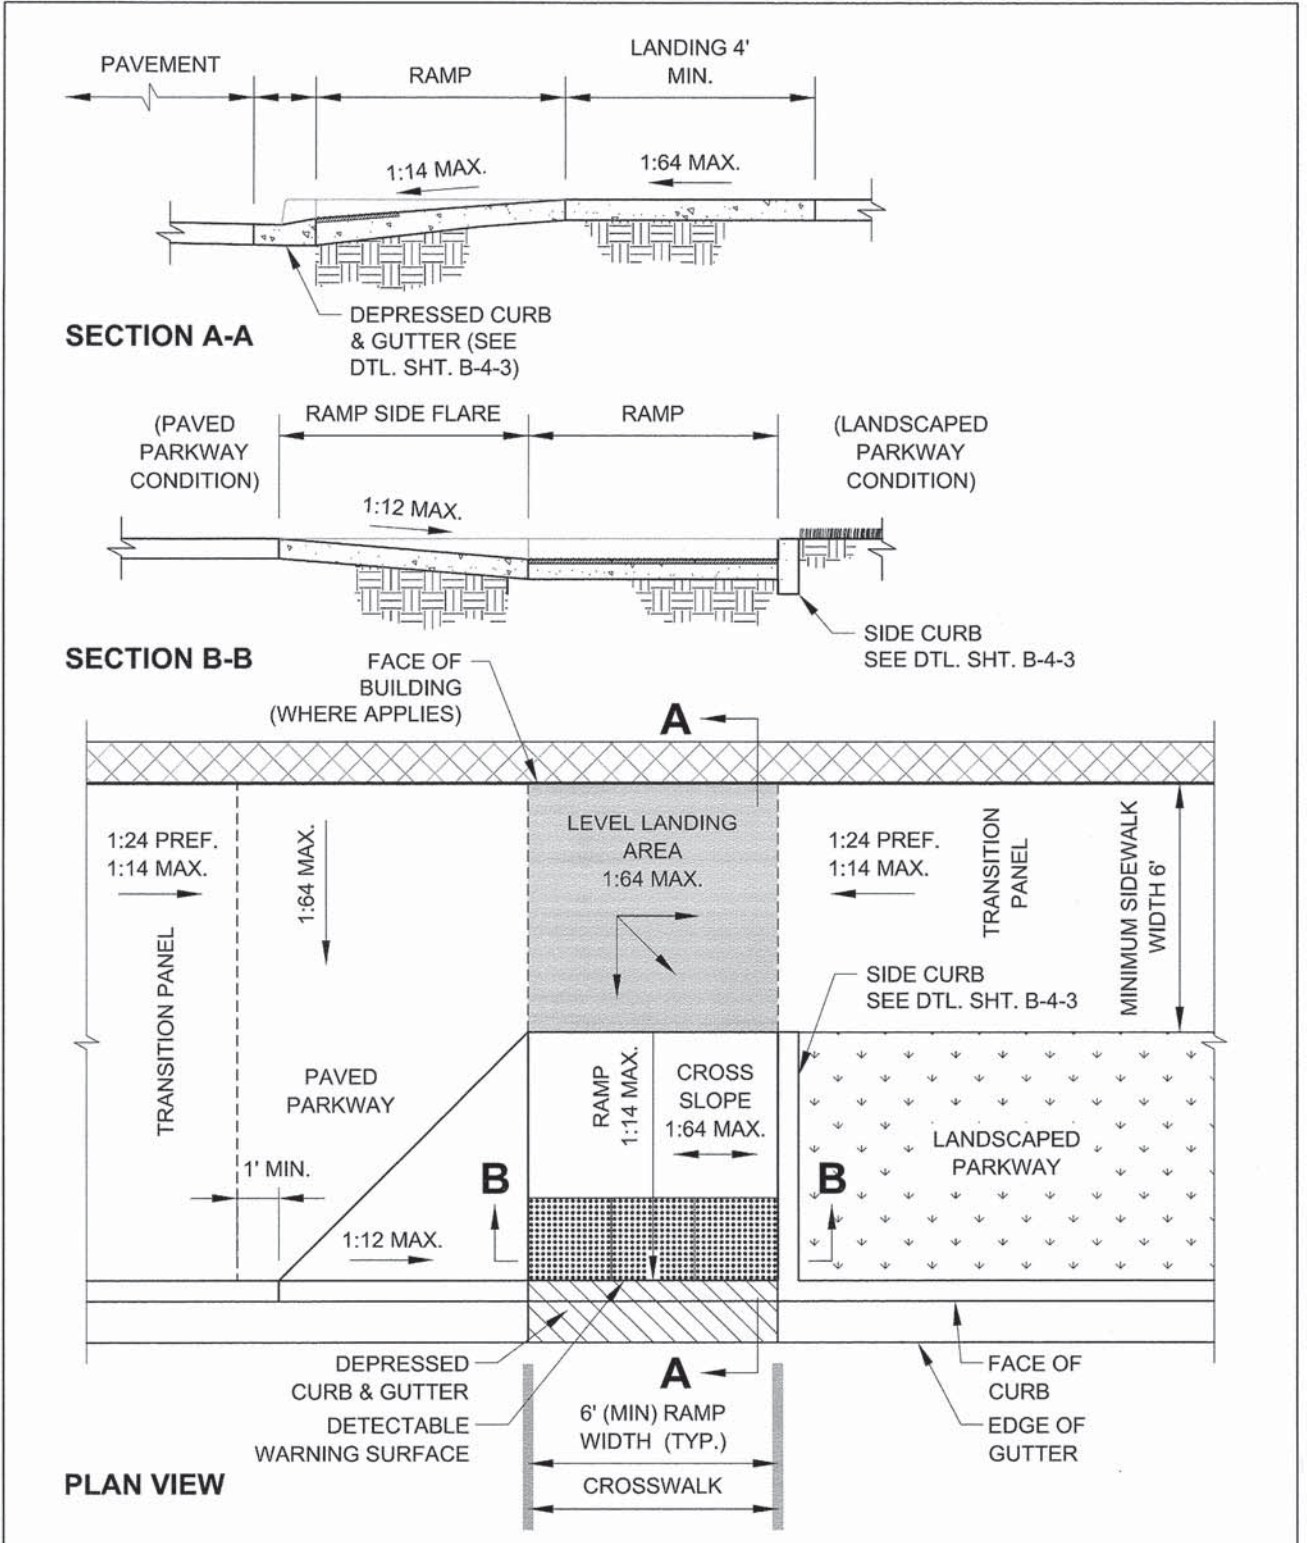 PAVEMENT
RAMP
LANDING 4'
MIN.
1:14 MAX.
1:64 MAX.
DEPRESSED CURB
& GUTTER (SEE
DTL. SHT. B-4-3)
SECTION A-A
(PAVED
PARKWAY
CONDITION)
RAMP SIDE FLARE
RAMP
(LANDSCAPED
PARKWAY
CONDITION)
1:12 MAX.
SIDE CURB
SEE DTL. SHT. B-4-3
SECTION B-B
FACE OF
BUILDING
(WHERE APPLIES)
A
1:24 PREF.
1:14 MAX.
1:64 MAX.
LEVEL LANDING
AREA
1:64 MAX.
1:24 PREF.
1:14 MAX.
TRANSITION
PANEL
MINIMUM SIDEWALK
WIDTH 6'
TRANSITION PANEL
SIDE CURB
SEE DTL. SHT. B-4-3
PAVED
PARKWAY
RAMP
1:14 MAX.
CROSS
SLOPE
1:64 MAX.
LANDSCAPED
PARKWAY
1' MIN.
B
B
1:12 MAX.
DEPRESSED
CURB & GUTTER
DETECTABLE
WARNING SURFACE
A
6' (MIN) RAMP
WIDTH (TYP.)
CROSSWALK
FACE OF
CURB
EDGE OF
GUTTER
PLAN VIEW